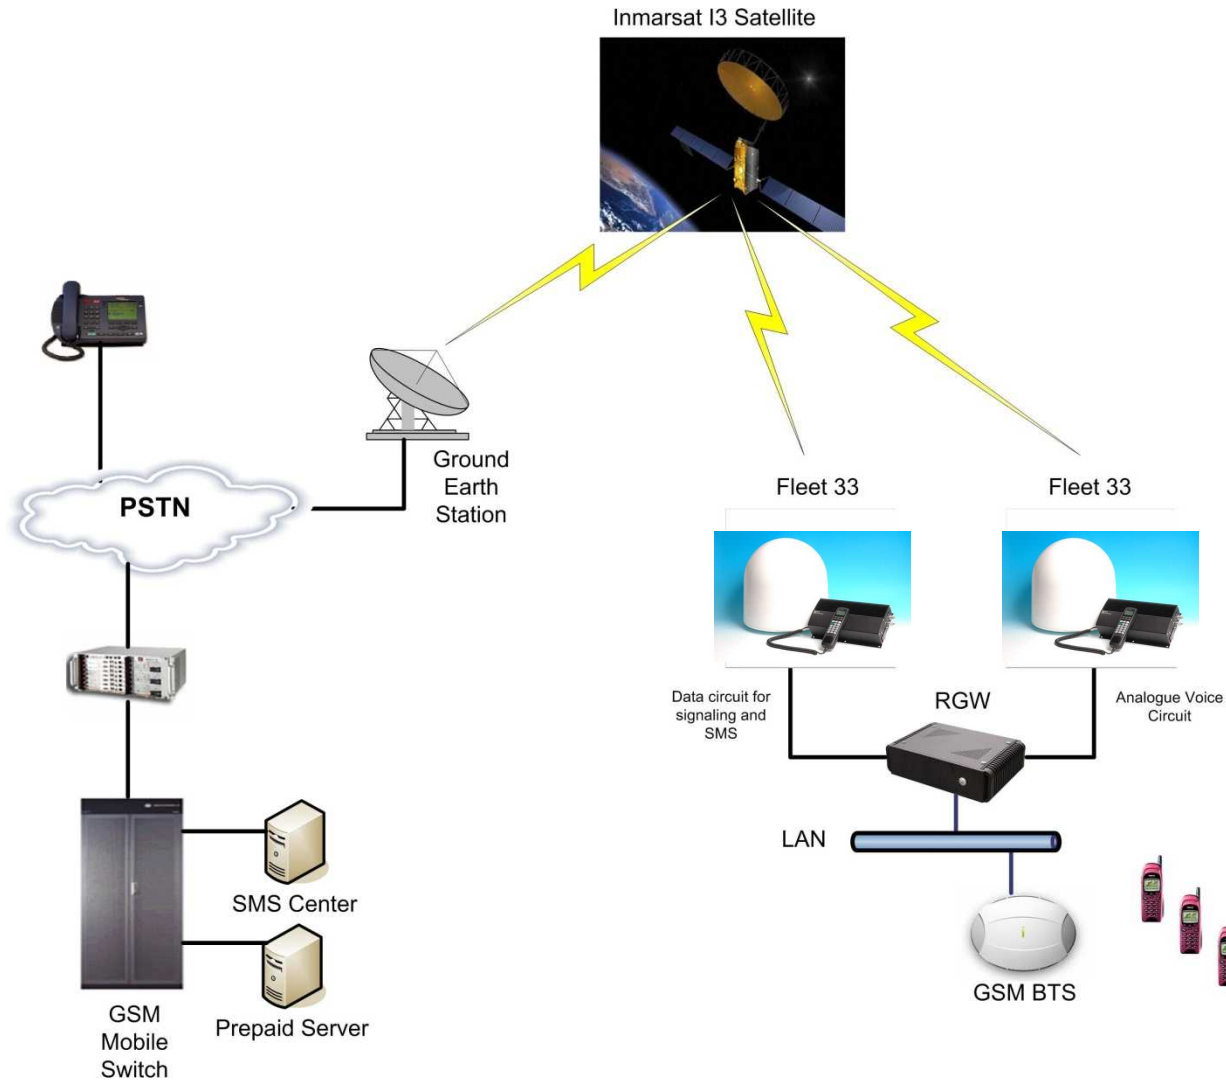 Inmarsat I3 Satellite
Ground
Earth
Station
PSTN
Fleet 33
Fleet 33
Data circuit for
signaling and
SMS
RGW
Analogue Voice
Circuit
LAN
SMS Center
GSM BTS
Prepaid Server
GSM
Mobile
Switch